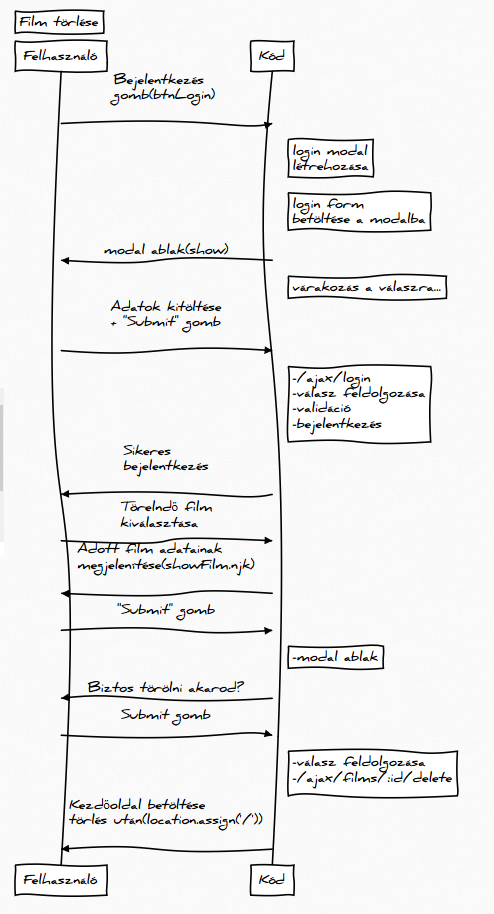 Film törlése
Felhasználó
Kód
Bejelentkezés
gomb(btnLogin)
login modal
létrehozása
login form
betöltése a modalba
modal ablak(show)
várakozás a válaszra...
Adatok kitöltése
+ "Submit" gomb
-/ajax/login
-válasz feldolgozása
-validáció
-bejelentkezés
Sikeres
bejelentkezés
Törelndő film
kiválasztása
Adott film adatainak
megjelenítése(showFilm.njk)
"Submit" gomb
-modal ablak
Biztos törölni akarod?
Submit gomb
-válasz feldolgozása
-/ajax/films/:id/delete
Kezdőoldal betöltése
törlés után(location.assign('/'))
Felhasználó
Kód